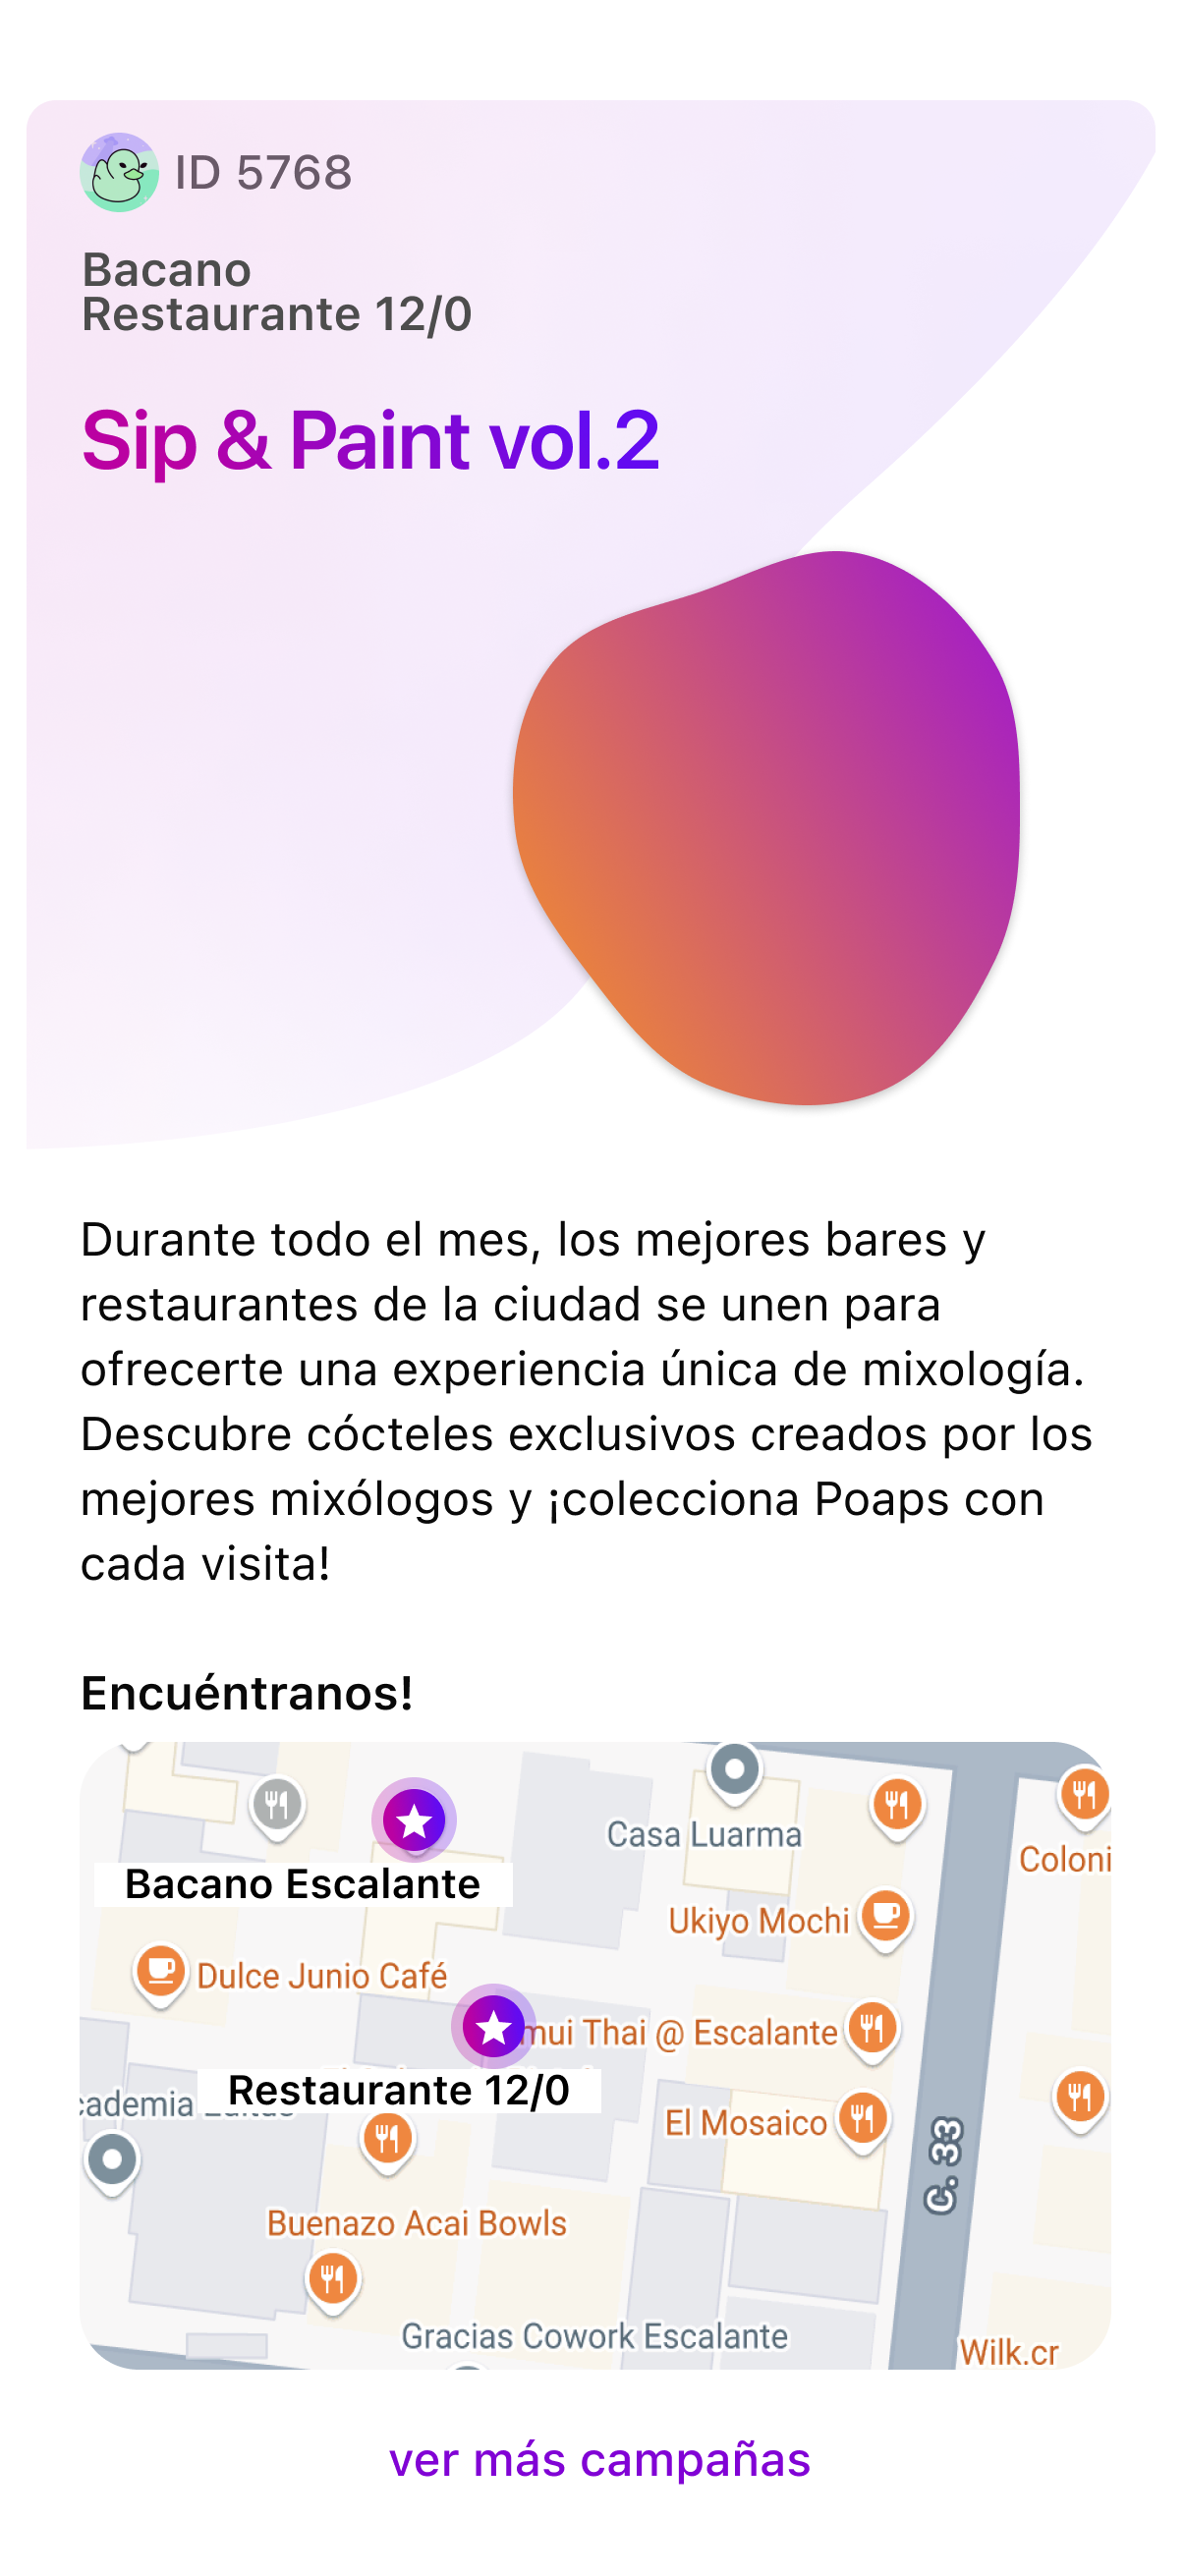 ID 5768
Bacano
Restaurante 12/0
Sip & Paint vol.2
Durante todo el mes, los mejores bares y
restaurantes de la ciudad se unen para
ofrecerte una experiencia única de mixología.
Descubre cócteles exclusivos creados por los
mejores mixólogos y ¡colecciona Poaps con
cada visita!
Encuéntranos!
Casa Luarma
Coloni
Bacano Escalante
Ukiyo Mochi
Dulce Junio Café
mui Thai @ Escalante
Restaurante 12/0
cademia
El Mosaico
C. 33
Buenazo Acai Bowls
Gracias Cowork Escalante
Wilk.cr
ver más campañas